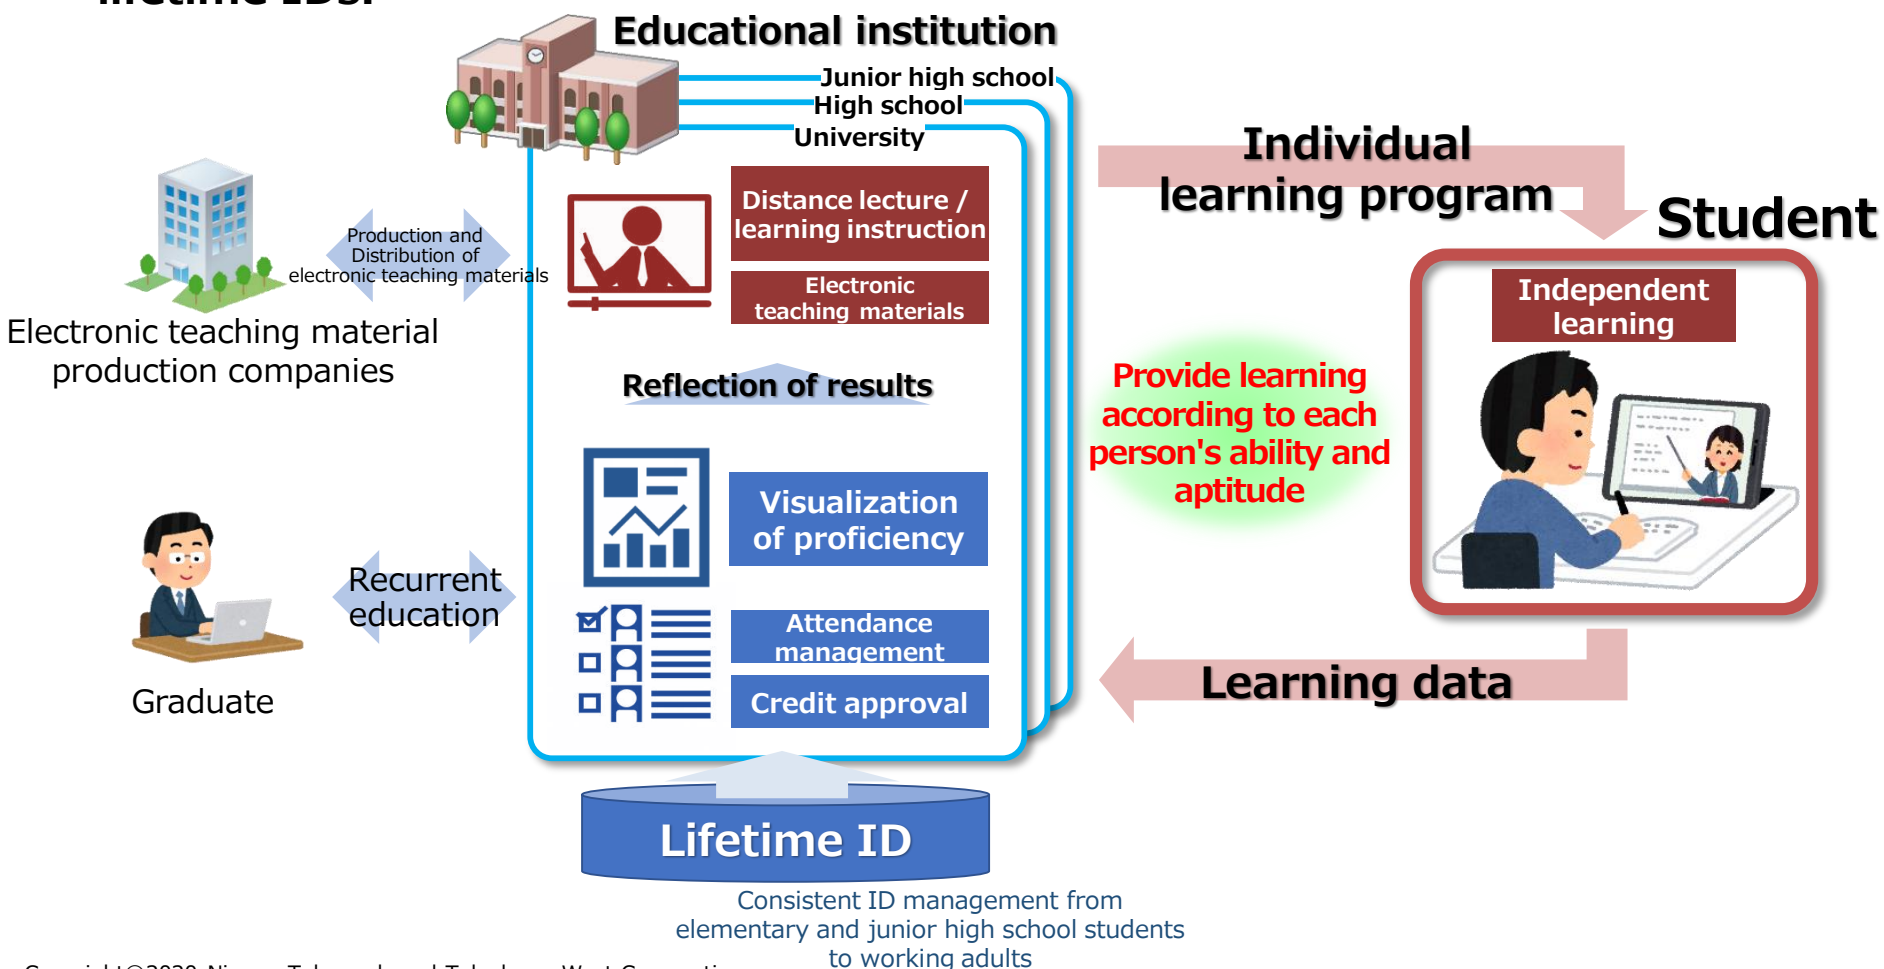 lifetime IDs.
Educational institution
Junior high school
High school
University
Distance lecture /
learning instruction
Electronic
teaching materials
Production and
Distribution of
electronic teaching materials
Electronic teaching material
production companies
Reflection of results
Visualization
of proficiency
Recurrent
education
Graduate
Attendance
management
Credit approval
Lifetime ID
Consistent ID management from
elementary and junior high school students
to working adults
Individual
learning program
Student
Independent
learning
Provide learning
according to each
person's ability and
aptitude
Learning data